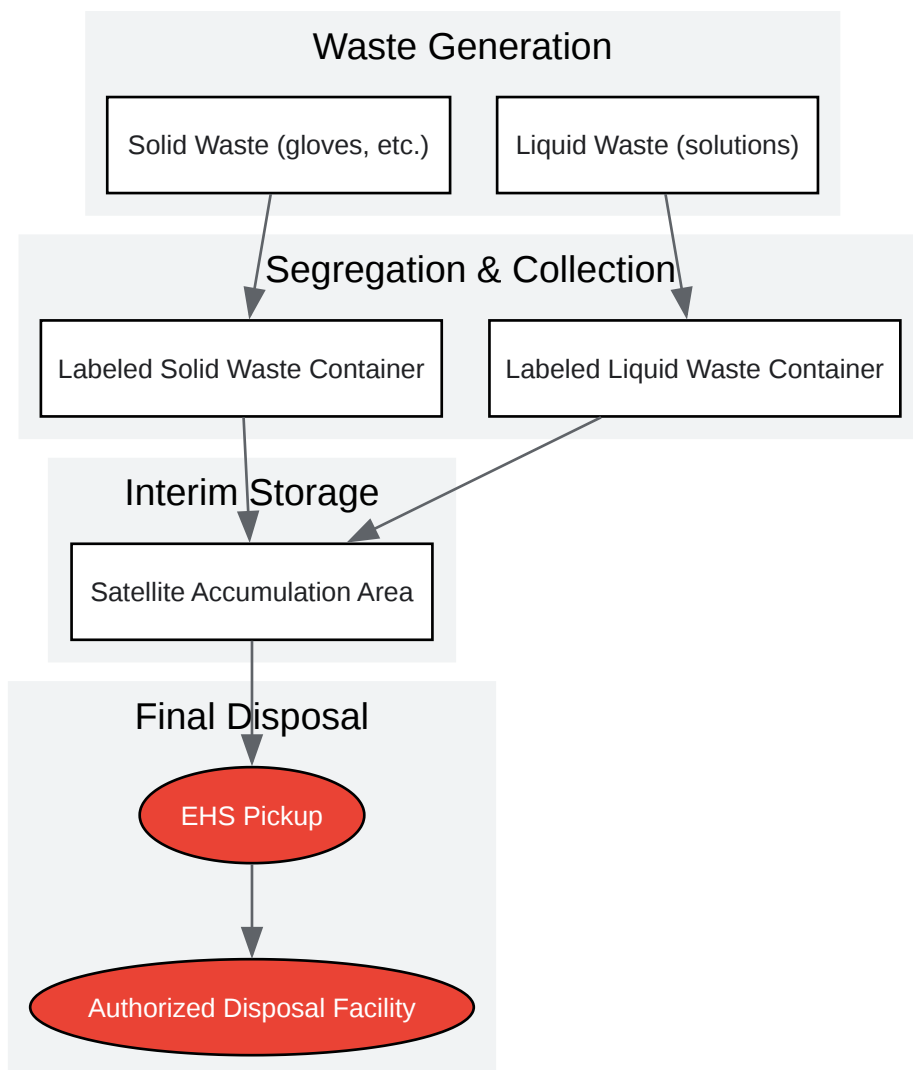 Waste Generation
Solid Waste (gloves, etc.)
Liquid Waste (solutions)
Segregation & Collection
Labeled Solid Waste Container
Labeled Liquid Waste Container
Interim Storage
Satellite Accumulation Area
Final Disposal
EHS Pickup
Authorized Disposal Facility